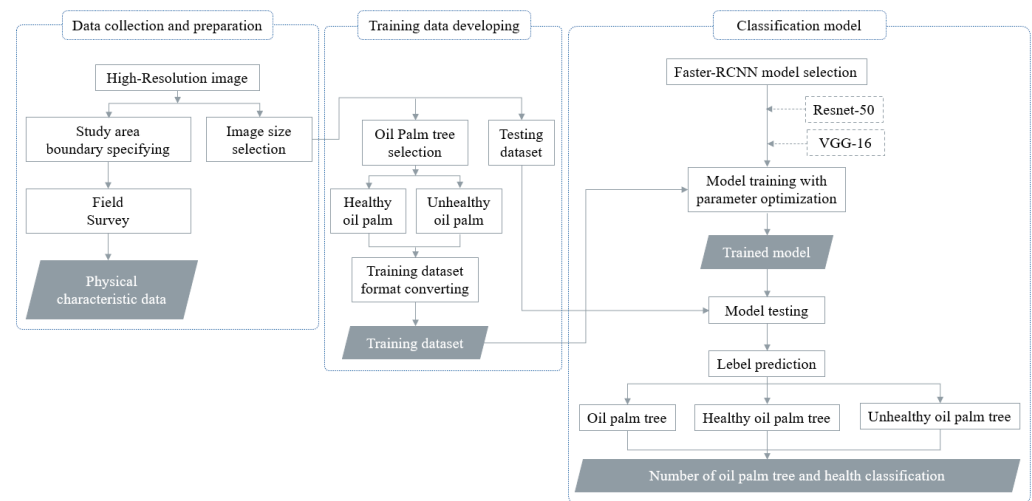 Data collection and preparation
High-Resolution image
Study area
boundary specifying
Image size
selection
Field
Survey
Physical
characteristic data
Training data developing
Oil Palm tree
selection
Testing
dataset
Healthy
oil palm
Unhealthy
oil palm
Training dataset
format converting
Training dataset
Classification model
Faster-RCNN model selection
Resnet-50
VGG-16
Model training with
parameter optimization
Trained model
Model testing
Lebel prediction
Oil palm tree
Healthy oil palm tree
Unhealthy oil palm tree
Number of oil palm tree and health classification